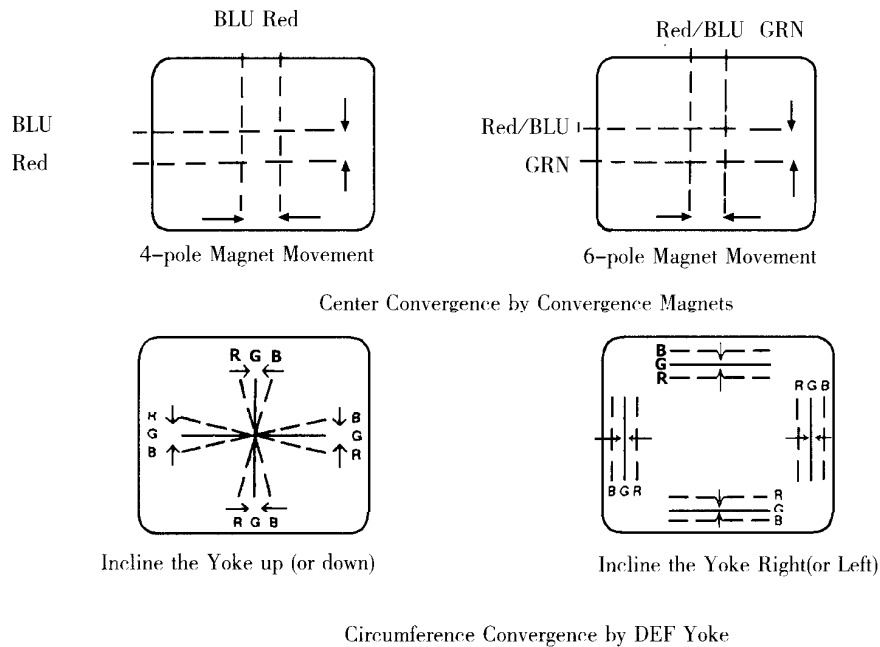 BLU Red
BLU
Red
4-pole Magnet Movement
Red/BLU GRN
Red/BLU
GRN
6-pole Magnet Movement
Center Convergence by Convergence Magnets
R G B
R B
G G
B R
R G B
Incline the Yoke up (or down)
B
G
R
R G B
B G R
R
G
B
Incline the Yoke Right(or Left)
Circumference Convergence by DEF Yoke